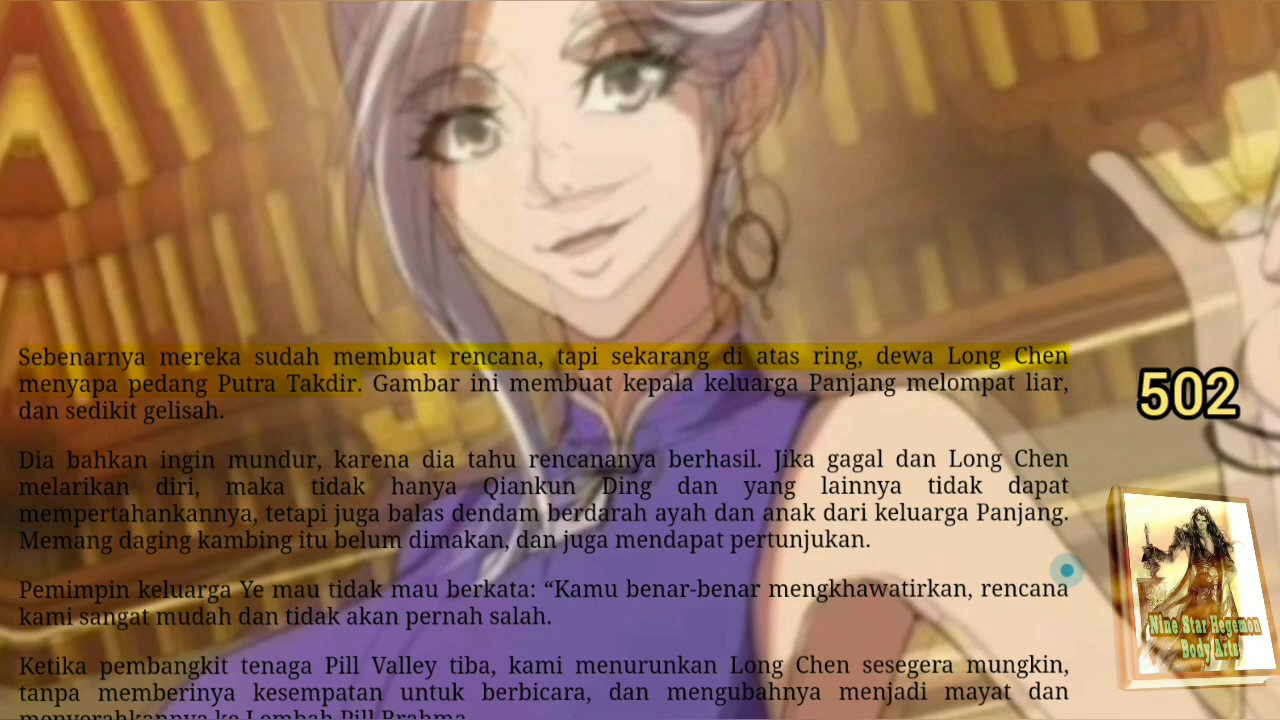 Sebenarnya mereka sudah membuat rencana, tapi sekarang di atas ring, dewa Long Chen
menyapa pedang Putra Takdir. Gambar ini membuat kepala keluarga Panjang melompat liar,
dan sedikit gelisah.
502
Dia bahkan ingin mundur, karena dia tahu rencananya berhasil. Jika gagal dan Long Chen
melarikan diri, maka tidak hanya Qiankun Ding dan yang lainnya tidak dapat
mempertahankannya, tetapi juga balas dendam berdarah ayah dan anak dari keluarga Panjang.
Memang daging kambing itu belum dimakan, dan juga mendapat pertunjukan.
Pemimpin keluarga Ye mau tidak mau berkata: “Kamu benar-benar mengkhawatirkan, rencana
kami sangat mudah dan tidak akan pernah salah.
Nine Star Hegemon
Body Arts
Ketika pembangkit tenaga Pill Valley tiba, kami menurunkan Long Chen sesegera mungkin,
tanpa memberinya kesempatan untuk berbicara, dan mengubahnya menjadi mayat dan
menyerahkannya ke Lembah Pill Brahma